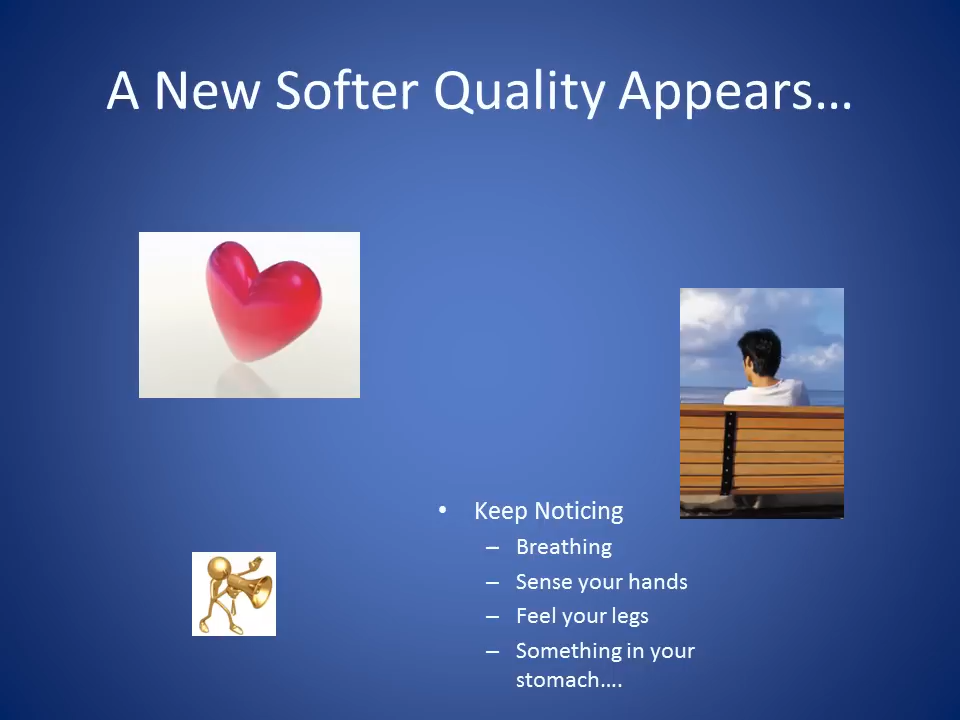 A New Softer Quality Appears…
• Keep Noticing
– Breathing
– Sense your hands
– Feel your legs
– Something in your
stomach….